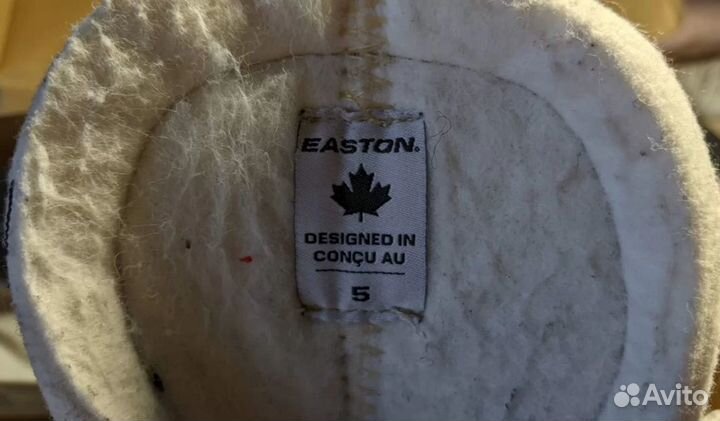 EASTON.
DESIGNED IN
CONÇU AU
5
Avito